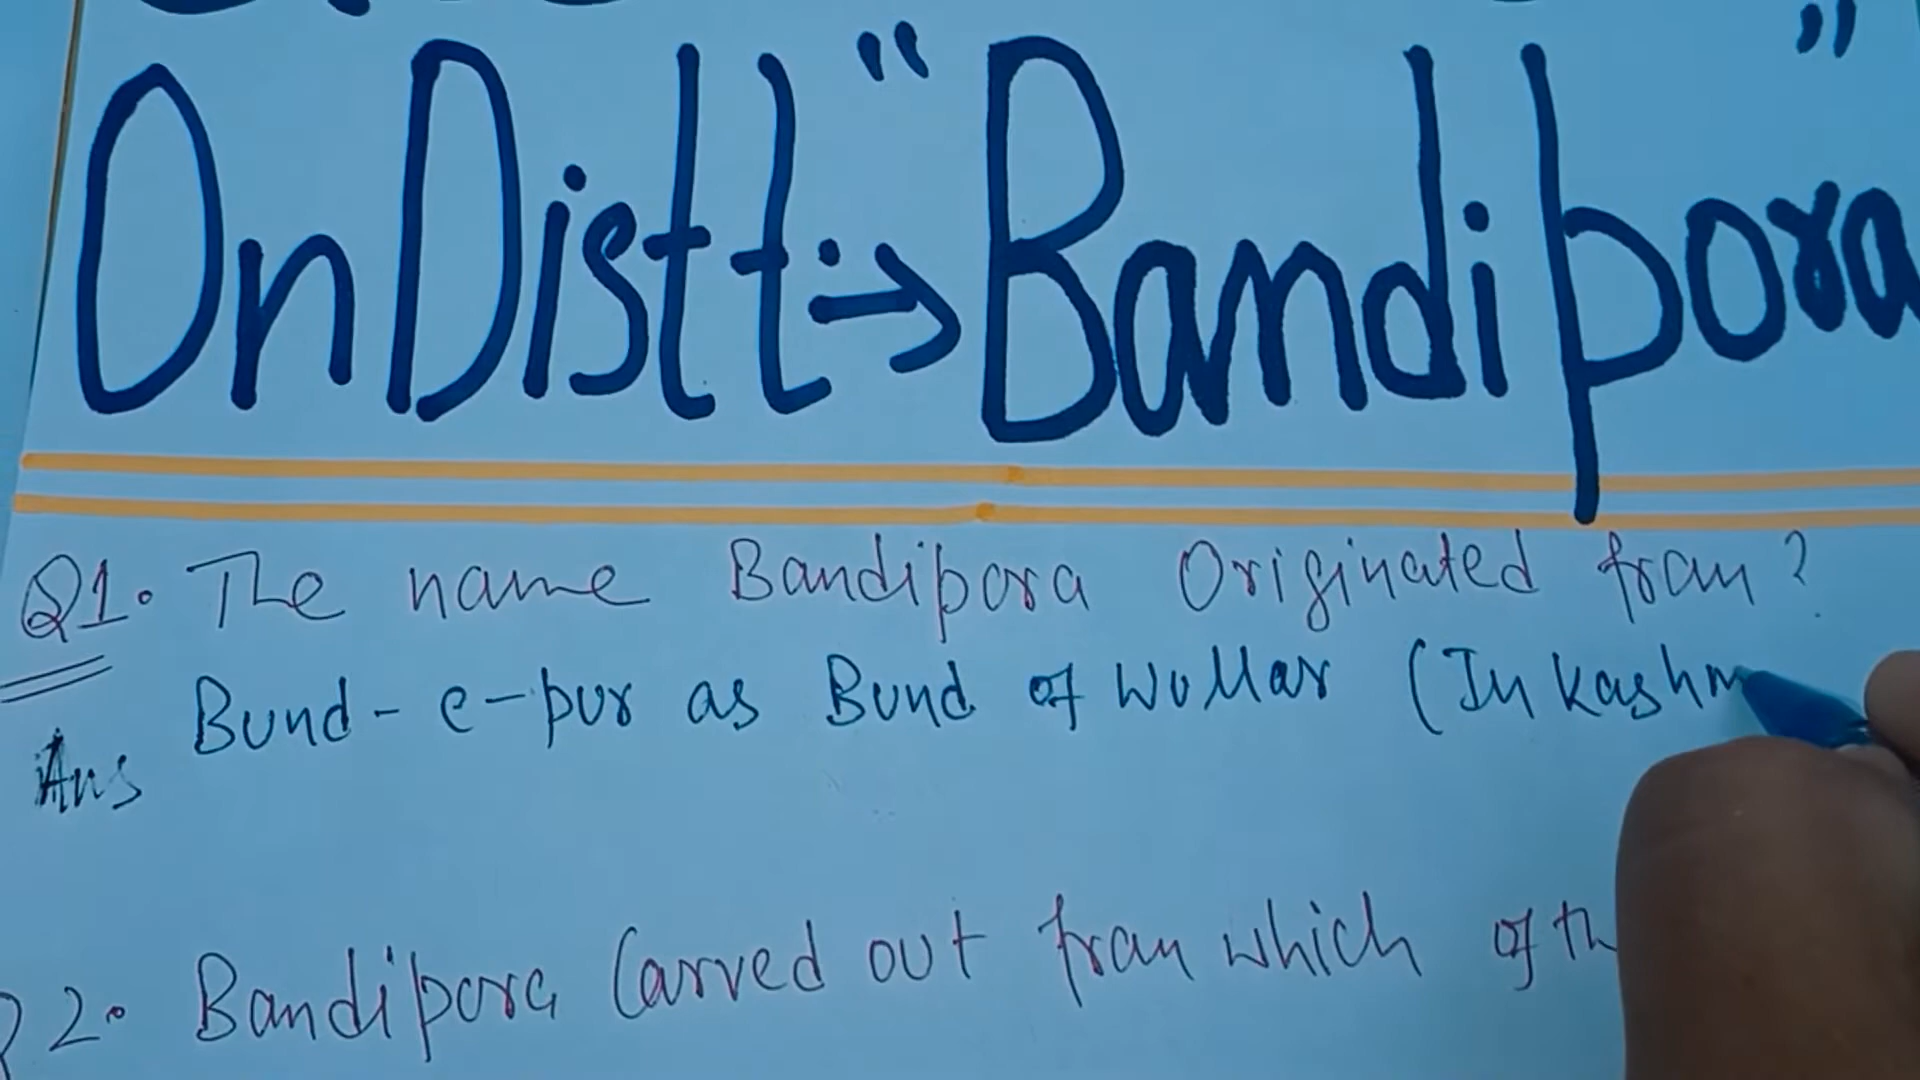 On Distt:→ "Bandipora"
Q1. The name Bandipora Originated from?
Ans Bund-e-pur as Bund of Wullar (In Kashm
2. Bandipora Carved out from which of th